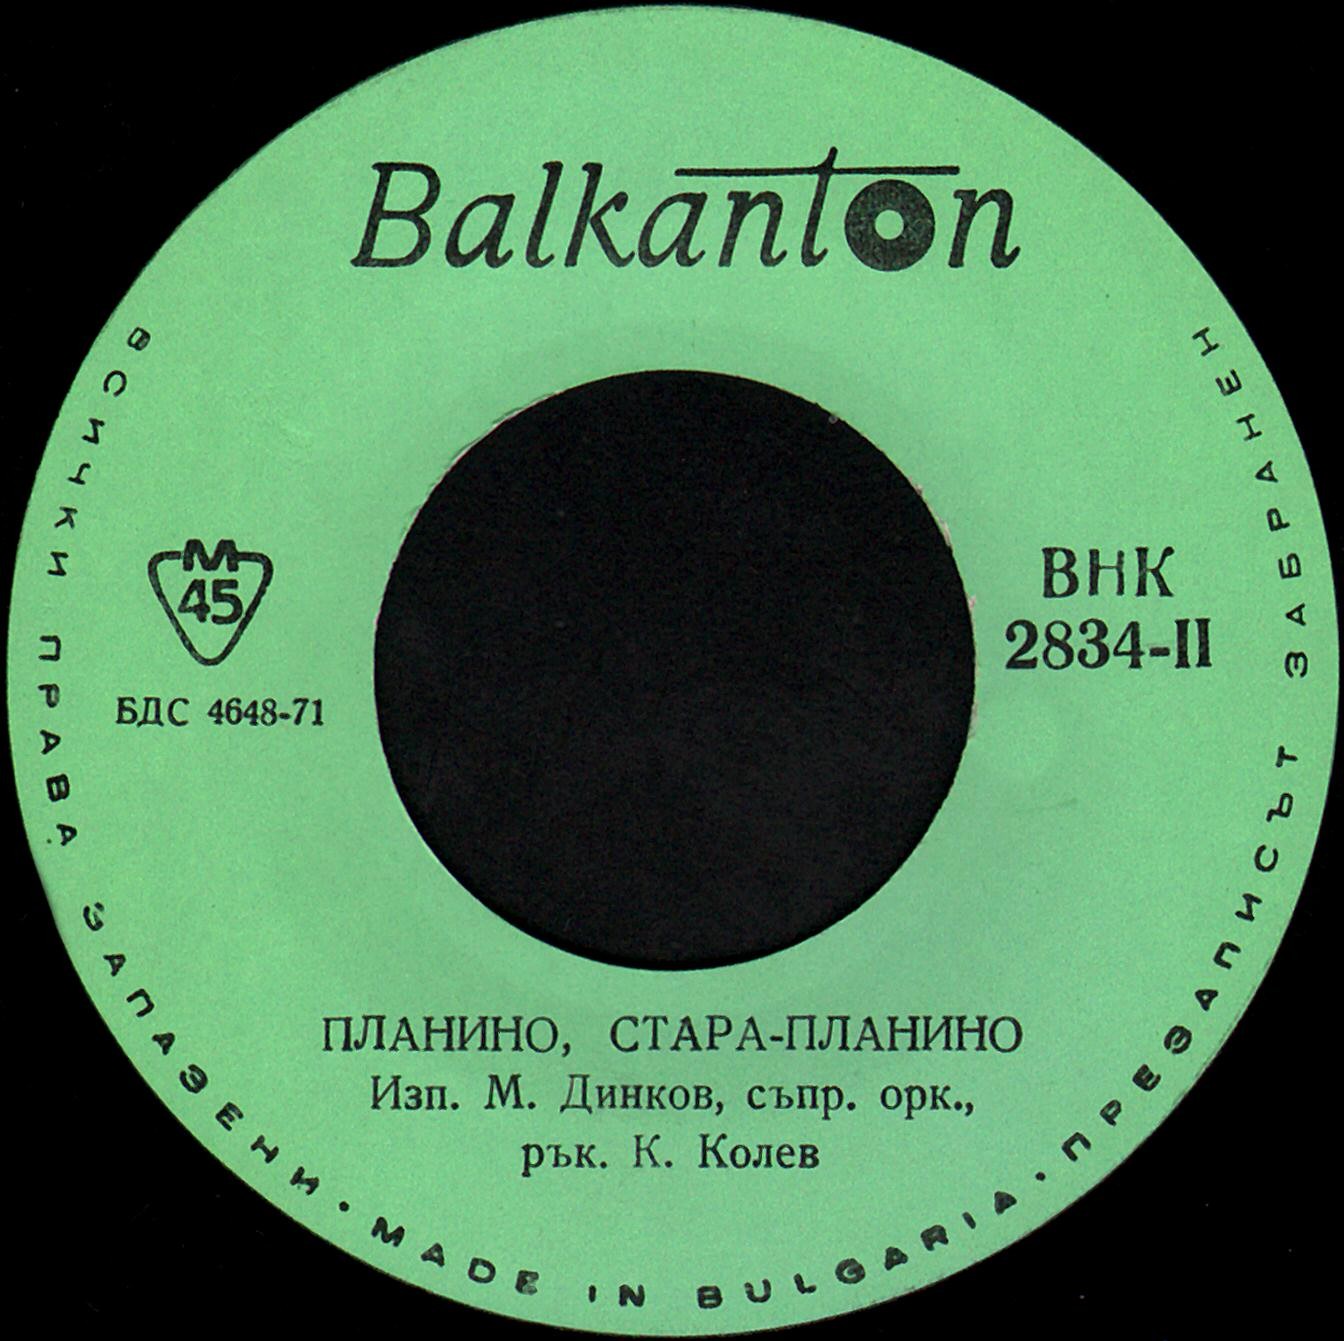 Balkanton
М
45
БДС 4648-71
ВНК
2834-II
ПЛАНИНО, СТАРА-ПЛАНИНО
Изп. М. Динков, съпр. орк.,
рък. К. Колев
ВСИЧКИ ПРАВА ЗАПАЗЕНИ · MADE IN BULGARIA · ПРЕЗАПИСЪТ ЗАБРАНЕН